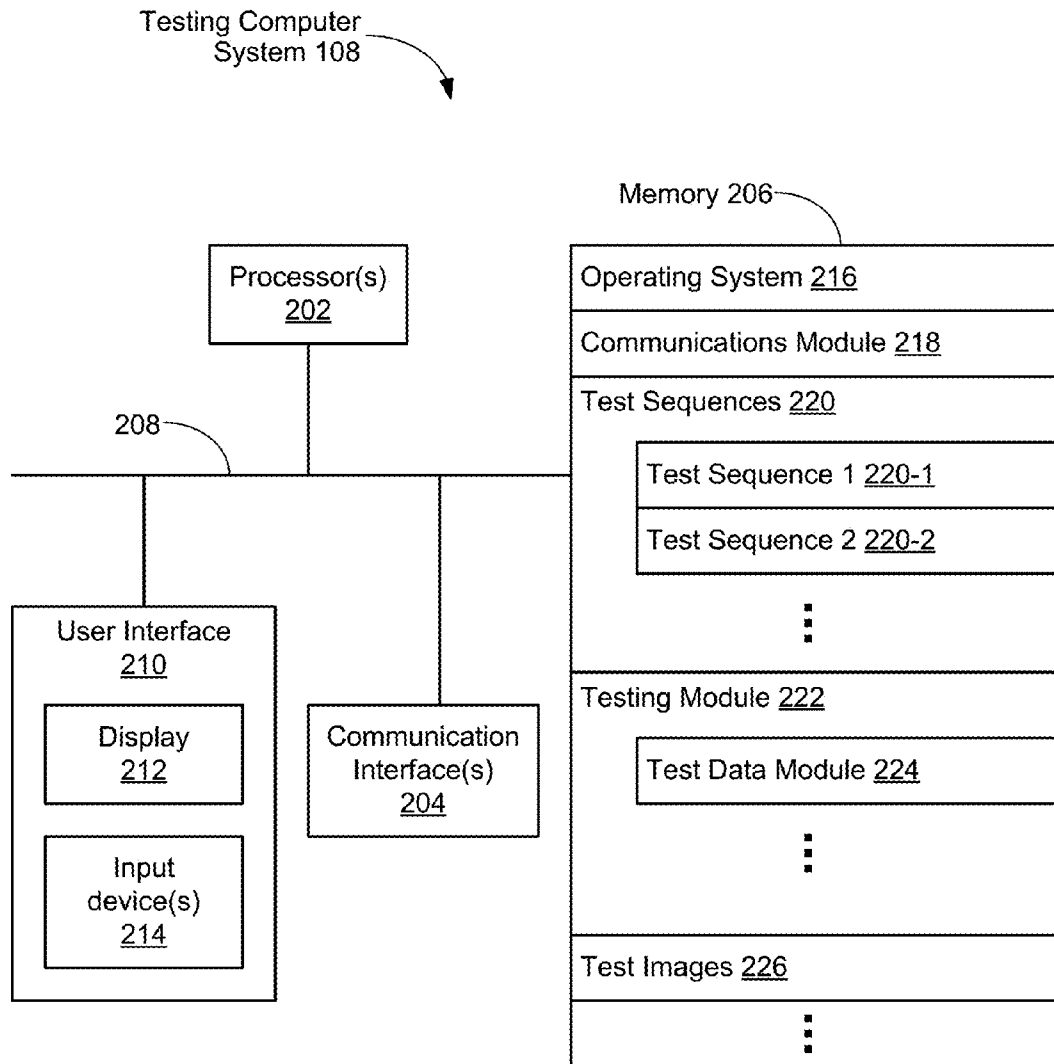 Testing Computer
System 108
Memory 206
Processor(s)
202
208
User Interface
210
Display
212
Input
device(s)
214
Communication
Interface(s)
204
Operating System 216
Communications Module 218
Test Sequences 220
Test Sequence 1 220-1
Test Sequence 2 220-2
Testing Module 222
Test Data Module 224
Test Images 226